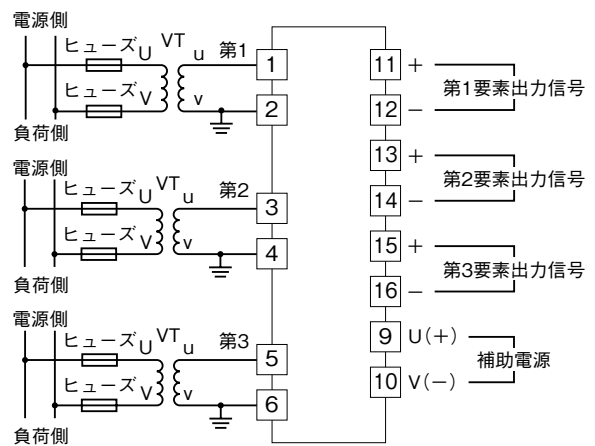 電源側
ヒューズ U VT u 第1 1
ヒューズ V v 2
負荷側
電源側
ヒューズ U VT u 第2 3
ヒューズ V v 4
負荷側
電源側
ヒューズ U VT u 第3 5
ヒューズ V v 6
負荷側
11 +
第1要素出力信号
12 −
13 +
第2要素出力信号
14 −
15 +
第3要素出力信号
16 −
9 U(+)
補助電源
10 V(−)